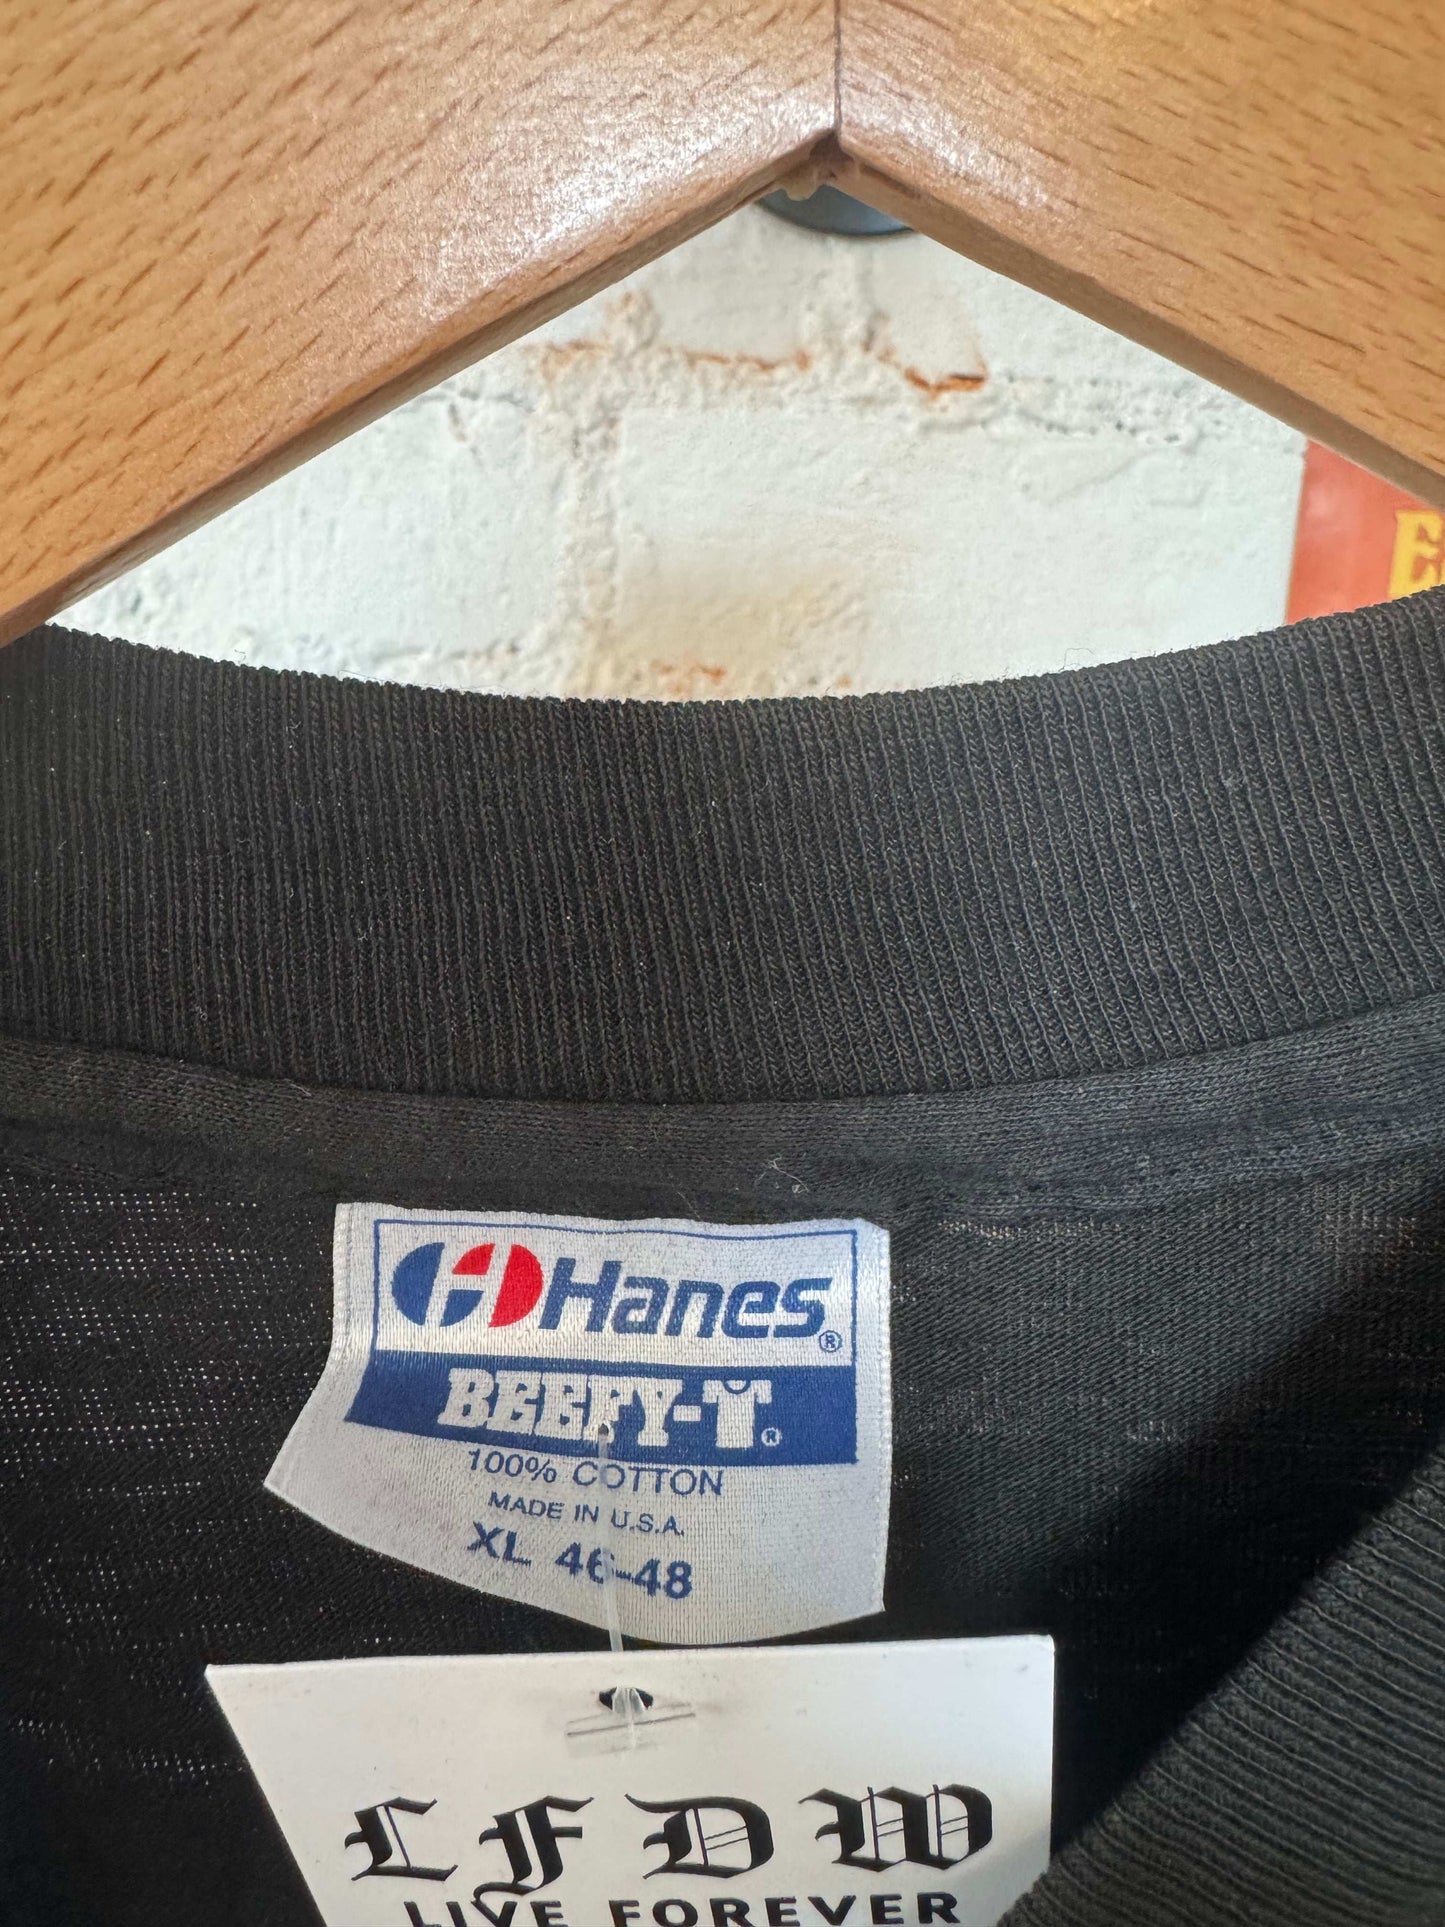 E
Hanes®
BEEFY-T®
100% COTTON
MADE IN U.S.A.
XL 46-48
LFDW
LIVE FOREVER